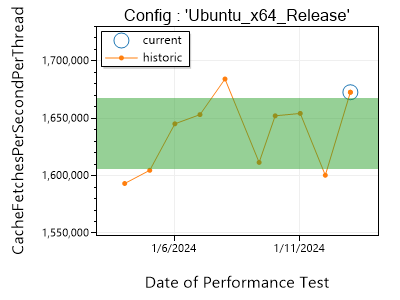 Config : 'Ubuntu_x64_Release'
CacheFetchesPerSecondPerThread
current
historic
1,700,000
1,650,000
1,600,000
1,550,000
1/6/2024
1/11/2024
Date of Performance Test